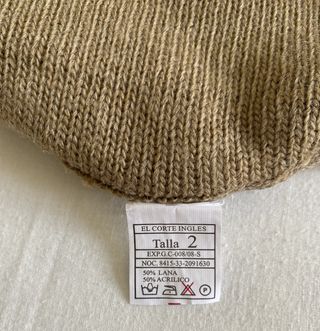 EL CORTE INGLES
Talla 2
EXP.G.C-008/08-S
NOC. 8415-33-2091630
50% LANA
50% ACRILICO
P